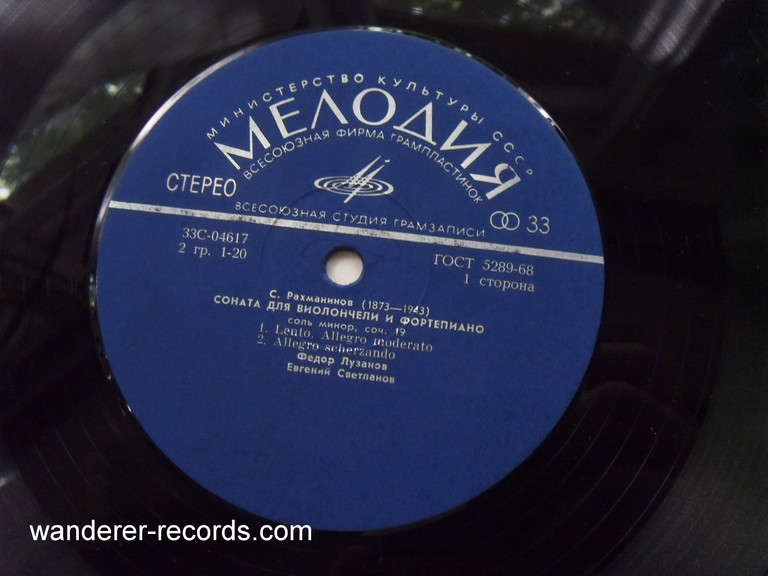 МИНИСТЕРСТВО КУЛЬТУРЫ СССР
МЕЛОДИЯ
ВСЕСОЮЗНАЯ ФИРМА ГРАМПЛАСТИНОК
СТЕРЕО
33
ВСЕСОЮЗНАЯ СТУДИЯ ГРАМЗАПИСИ
33С-04617
2 гр. 1-20
ГОСТ 5289-68
1 сторона
С. Рахманинов (1873—1943)
СОНАТА ДЛЯ ВИОЛОНЧЕЛИ И ФОРТЕПИАНО
соль минор, соч. 19
1. Lento. Allegro moderato
2. Allegro scherzando
Федор Лузанов
Евгений Светланов
wanderer-records.com